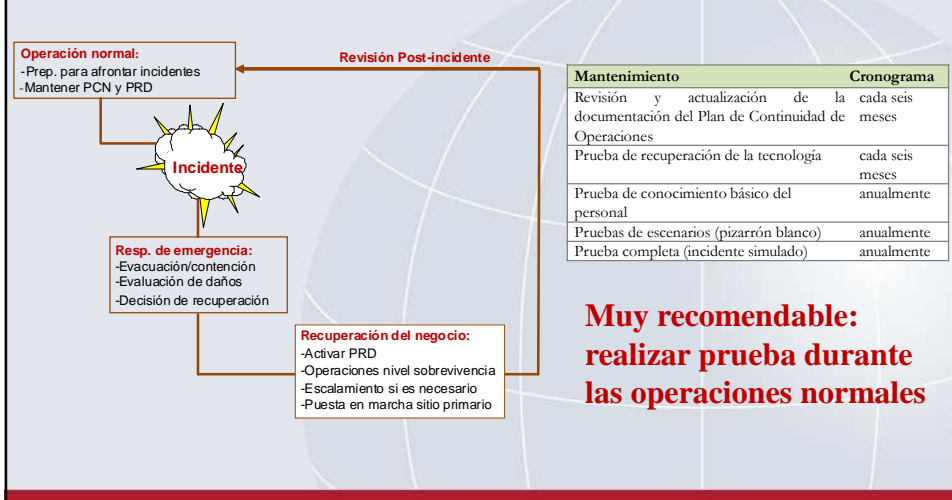 Operación normal:
-Prep. para afrontar incidentes
-Mantener PCN y PRD
Revisión Post-incidente
Incidente
Resp. de emergencia:
-Evacuación/contención
-Evaluación de daños
-Decisión de recuperación
Recuperación del negocio:
-Activar PRD
-Operaciones nivel sobrevivencia
-Escalamiento si es necesario
-Puesta en marcha sitio primario
Mantenimiento Cronograma
Revisión y actualización de la cada seis
documentación del Plan de Continuidad de meses
Operaciones
Prueba de recuperación de la tecnología cada seis
meses
Prueba de conocimiento básico del anualmente
personal
Pruebas de escenarios (pizarrón blanco) anualmente
Prueba completa (incidente simulado) anualmente
Muy recomendable:
realizar prueba durante
las operaciones normales